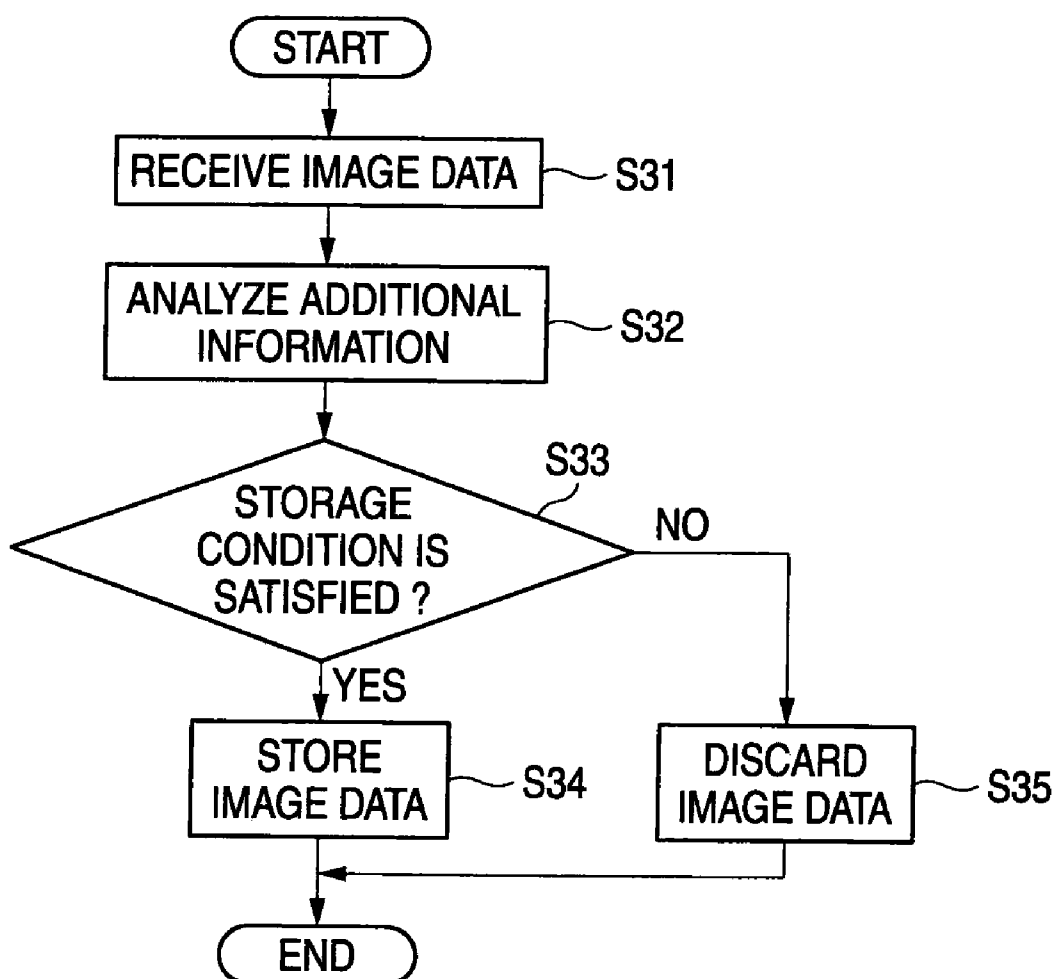 START
RECEIVE IMAGE DATA
S31
ANALYZE ADDITIONAL
INFORMATION
S32
S33
STORAGE
CONDITION IS
SATISFIED ?
NO
YES
STORE
IMAGE DATA
S34
DISCARD
IMAGE DATA
S35
END